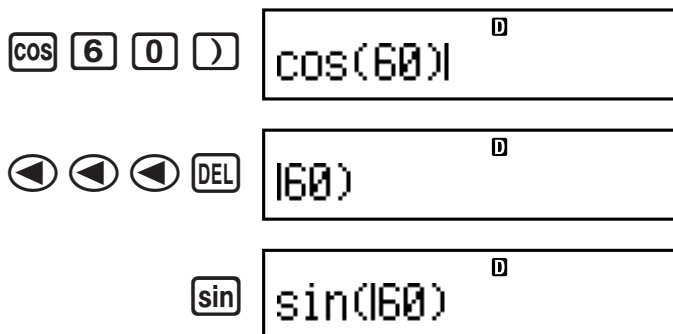 D
cos 6 0 ) cos(60)|
D
◀ ◀ ◀ DEL |60)
D
sin sin(|60)